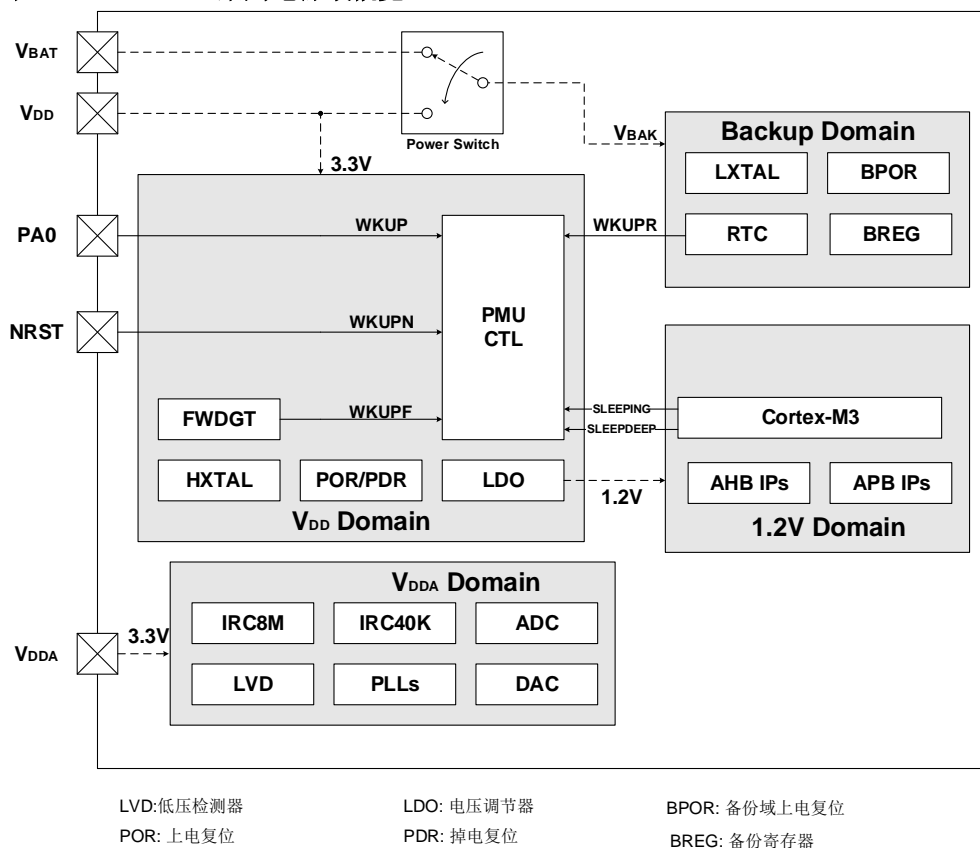 VBAT
VDD
Power Switch
VBAK
3.3V
Backup Domain
LXTAL
BPOR
RTC
BREG
PA0
WKUP
WKUPR
NRST
WKUPN
PMU
CTL
FWDGT
WKUPF
SLEEPING
SLEEPDEEP
Cortex-M3
HXTAL
POR/PDR
LDO
1.2V
AHB IPs
APB IPs
VDD Domain
1.2V Domain
VDDA Domain
IRC8M
IRC40K
ADC
VDDA
3.3V
LVD
PLLs
DAC
LVD:低压检测器
LDO: 电压调节器
BPOR: 备份域上电复位
POR: 上电复位
PDR: 掉电复位
BREG: 备份寄存器